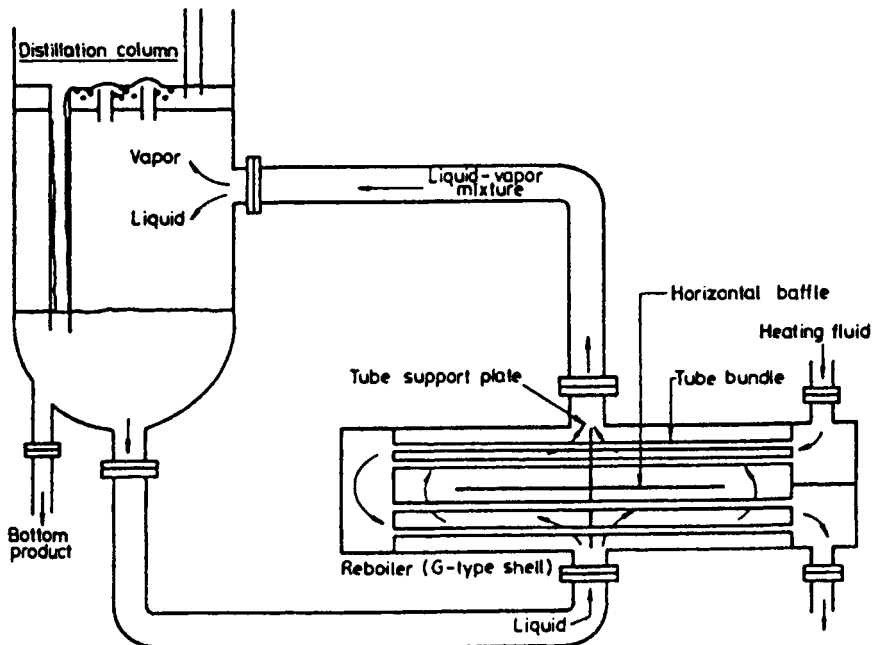 Distillation column
Vapor
Liquid
Liquid-vapor
mixture
Horizontal baffle
Heating fluid
Tube support plate
Tube bundle
Bottom
product
Reboiler (G-type shell)
Liquid